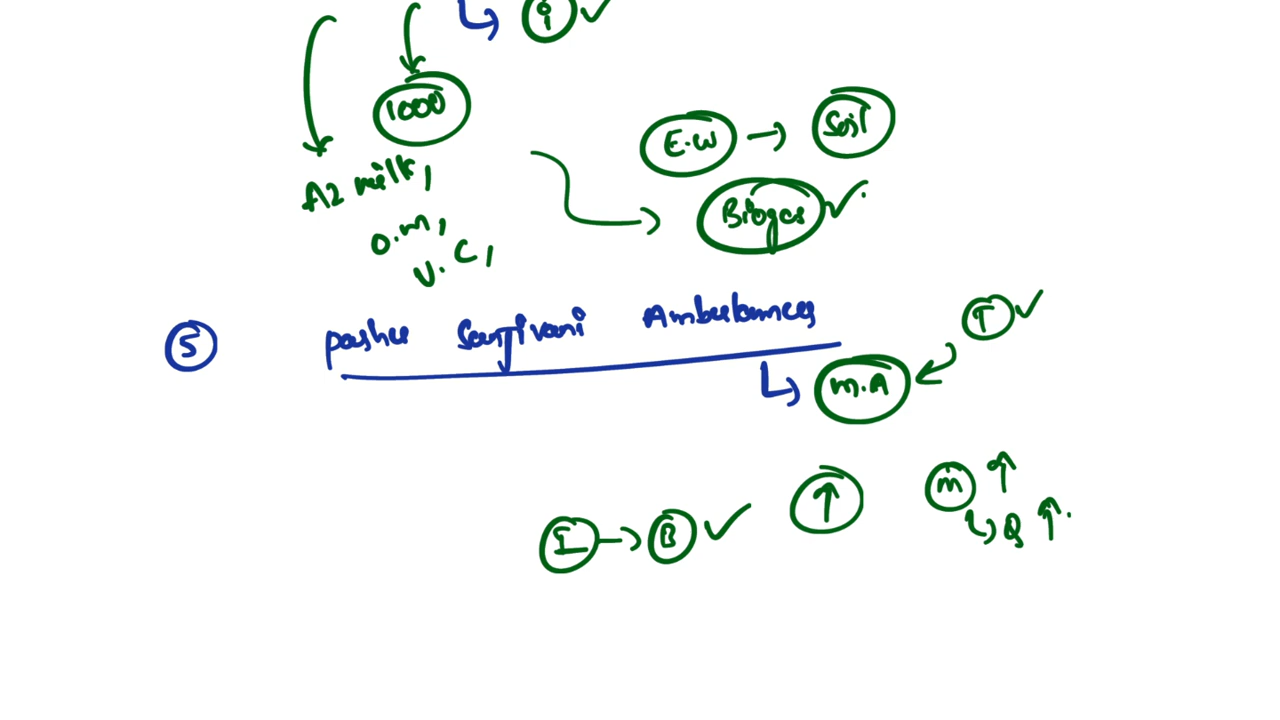 i
1000
E.W → Soil
A2 milk,
Biogas ✓
O.M,
V.C,
5 pashu Sanjivani Ambulances
T ✓
M.A
↑ M ↑
I → B ✓
Q ↑.